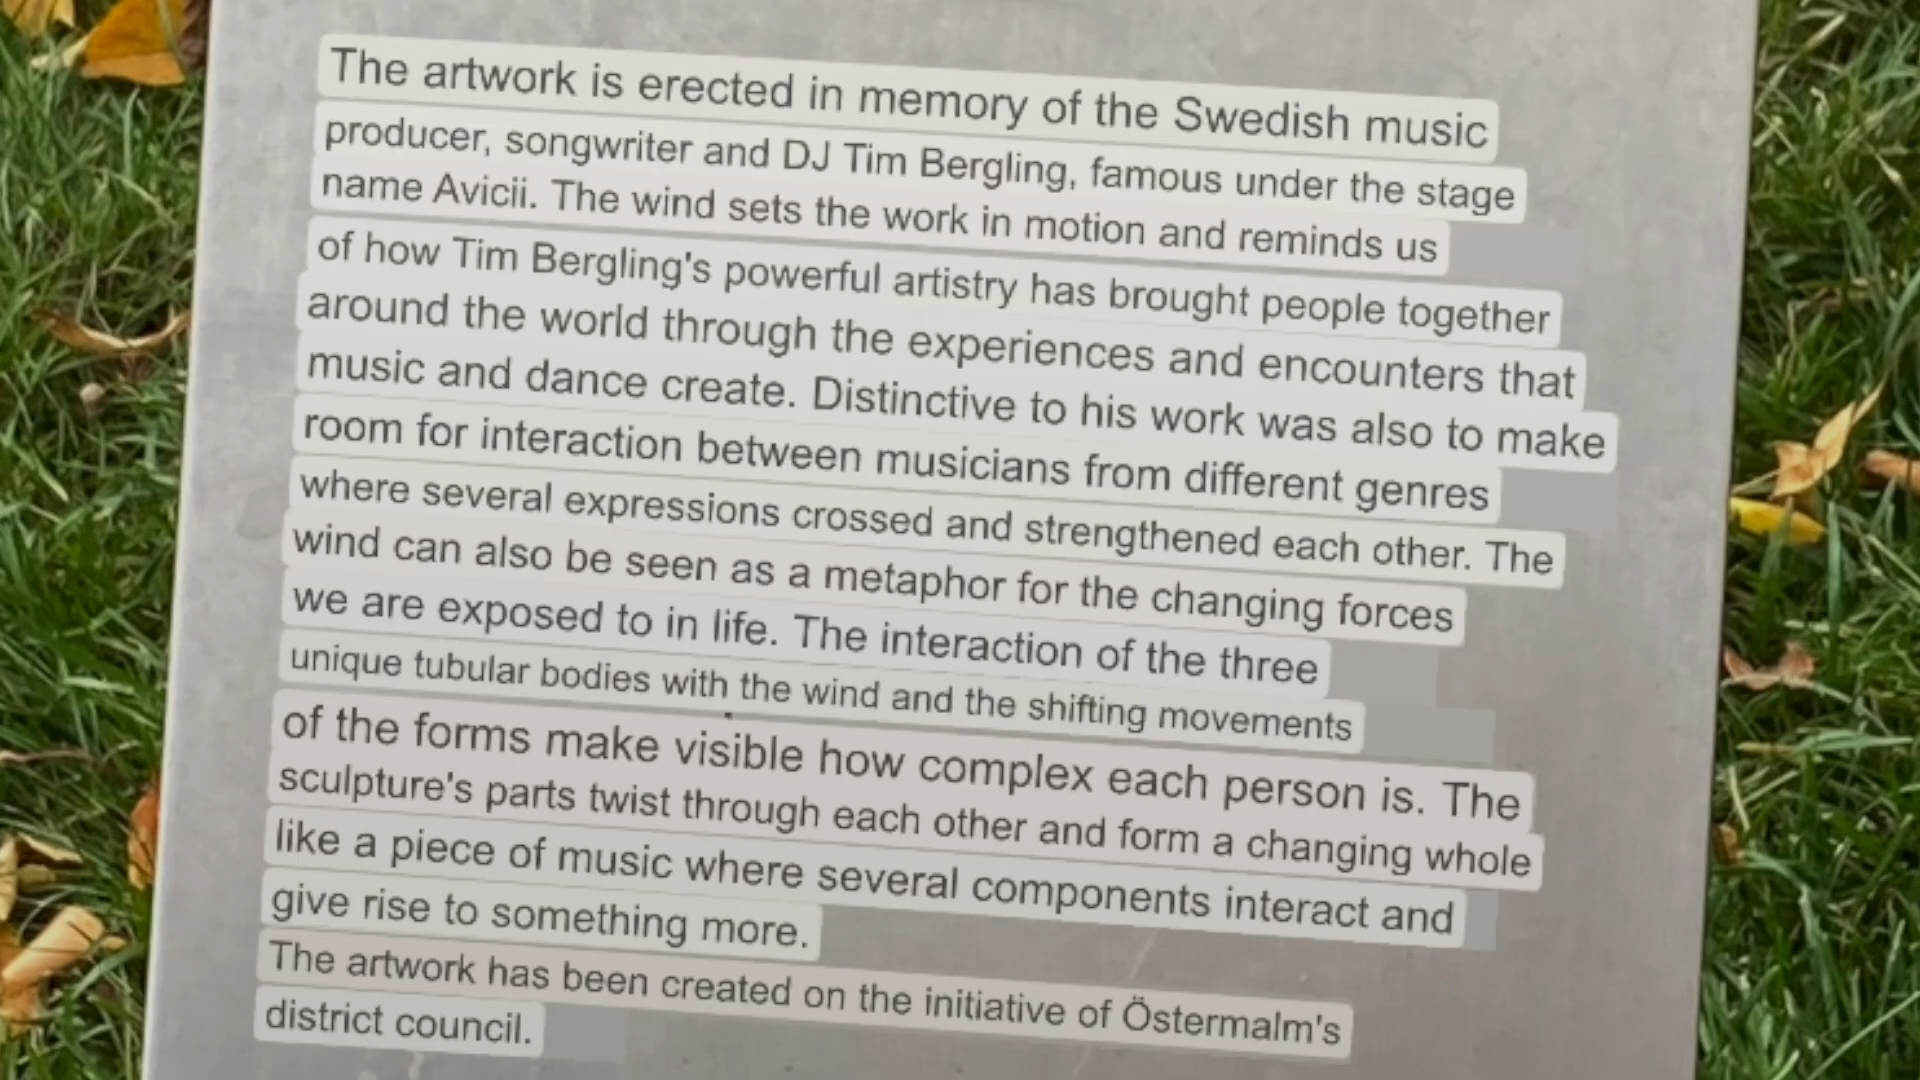 The artwork is erected in memory of the Swedish music
producer, songwriter and DJ Tim Bergling, famous under the stage
name Avicii. The wind sets the work in motion and reminds us
of how Tim Bergling's powerful artistry has brought people together
around the world through the experiences and encounters that
music and dance create. Distinctive to his work was also to make
room for interaction between musicians from different genres
where several expressions crossed and strengthened each other. The
wind can also be seen as a metaphor for the changing forces
we are exposed to in life. The interaction of the three
unique tubular bodies with the wind and the shifting movements
of the forms make visible how complex each person is. The
sculpture's parts twist through each other and form a changing whole
like a piece of music where several components interact and
give rise to something more.
The artwork has been created on the initiative of Östermalm's
district council.